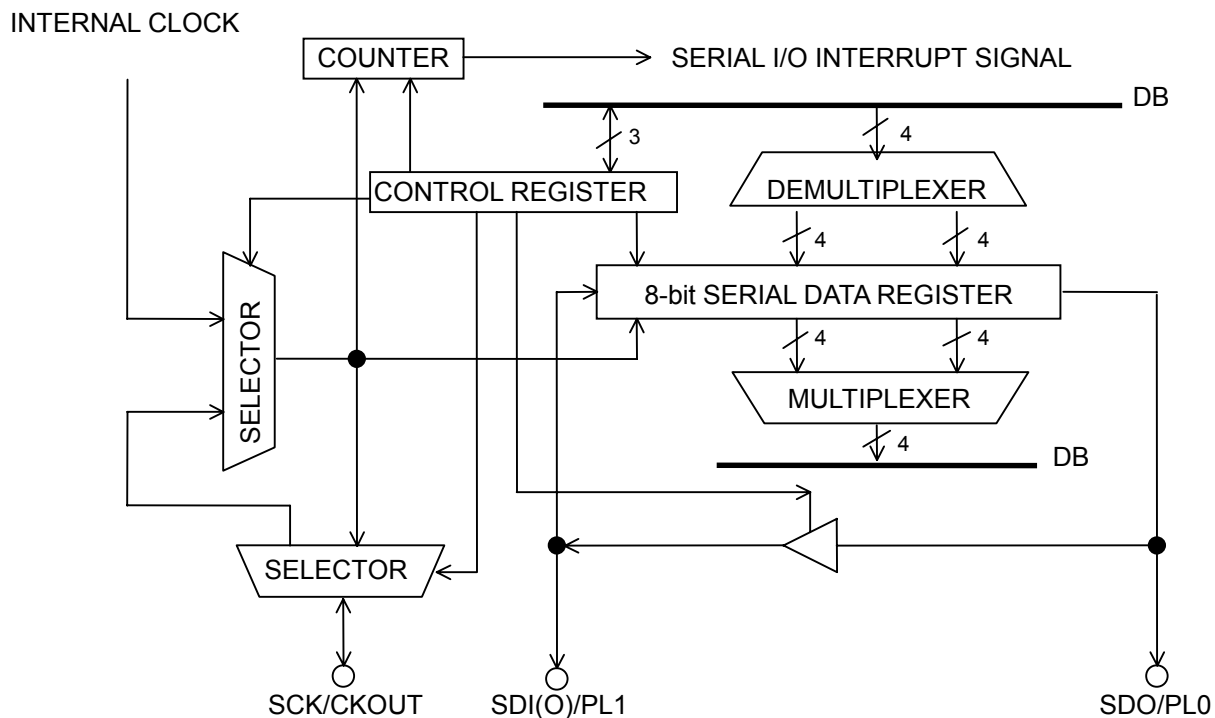 INTERNAL CLOCK
COUNTER
SERIAL I/O INTERRUPT SIGNAL
DB
3
4
CONTROL REGISTER
DEMULTIPLEXER
4
4
8-bit SERIAL DATA REGISTER
SELECTOR
4
4
MULTIPLEXER
4
DB
SELECTOR
SCK/CKOUT
SDI(O)/PL1
SDO/PL0